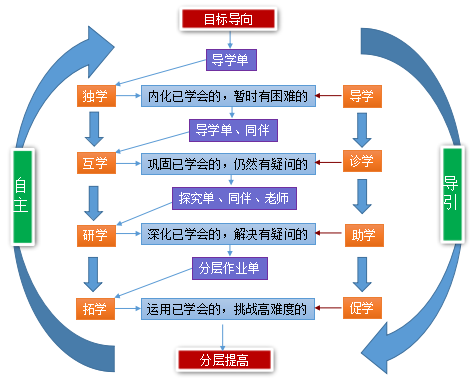 目标导向
导学单
独学
内化已学会的，暂时有困难的
导学
导学单、同伴
互学
巩固已学会的，仍然有疑问的
诊学
自主
导引
探究单、同伴、老师
研学
深化已学会的，解决有疑问的
助学
分层作业单
拓学
运用已学会的，挑战高难度的
促学
分层提高